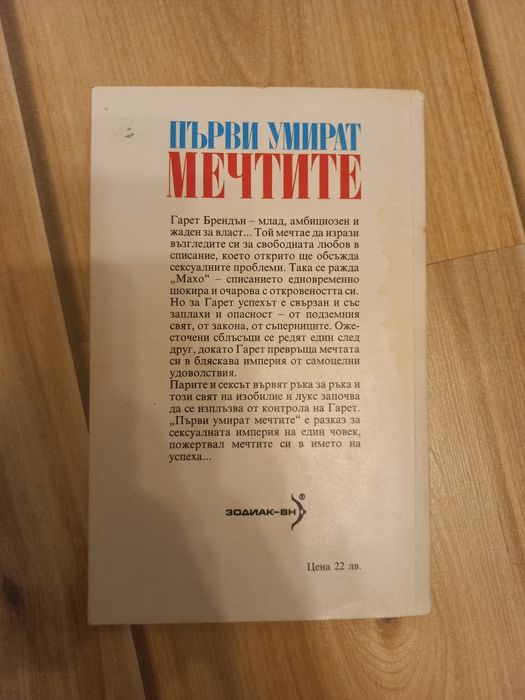 ПЪРВИ УМИРАТ
МЕЧТИТЕ
Гарет Брендън – млад, амбициозен и
жаден за власт... Той мечтае да изрази
възгледите си за свободната любов в
списание, което открито ще обсъжда
сексуалните проблеми. Така се ражда
„Махо“ – списанието едновременно
шокира и очарова с откровеността си.
Но за Гарет успехът е свързан и със
заплахи и опасност – от подземния
свят, от закона, от съперниците. Оже-
сточени сблъсъци се редят един след
друг, докато Гарет превръща мечтата
си в бляскава империя от самоцелни
удоволствия.
Парите и сексът вървят ръка за ръка и
този свят на изобилие и лукс започва
да се изплъзва от контрола на Гарет.
„Първи умират мечтите“ е разказ за
сексуалната империя на един човек,
пожертвал мечтите си в името на
успеха...
ЗОДИАК–ВН ®
Цена 22 лв.